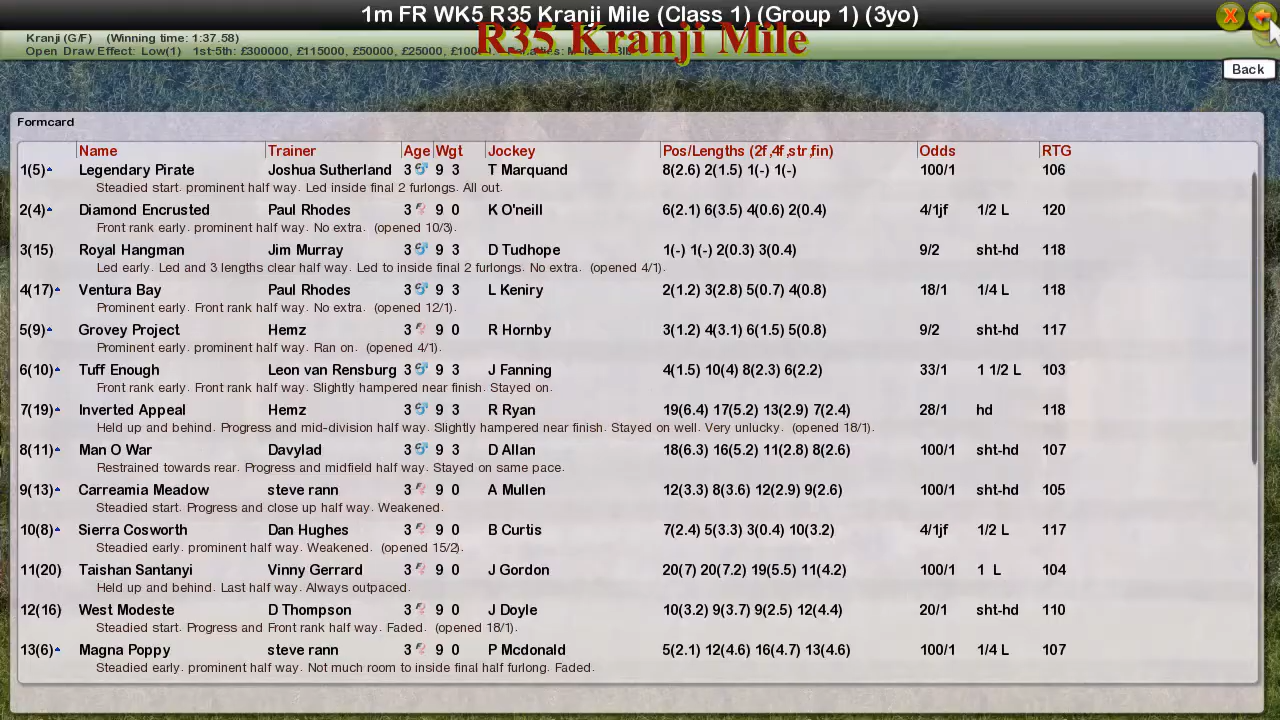 1m FR WK5 R35 Kranji Mile (Class 1) (Group 1) (3yo)
R35 Kranji Mile
Kranji (G/F) (Winning time: 1:37.58)
Open Draw Effect: Low(1) 1st-5th: £300000, £115000, £50000, £25000,
Back
Formcard
Name Trainer Age Wgt Jockey Pos/Lengths (2f,4f,str,fin) Odds RTG
1(5) Legendary Pirate Joshua Sutherland 3 9 3 T Marquand 8(2.6) 2(1.5) 1(-) 1(-) 100/1 106
Steadied start. prominent half way. Led inside final 2 furlongs. All out.
2(4) Diamond Encrusted Paul Rhodes 3 9 0 K O'neill 6(2.1) 6(3.5) 4(0.6) 2(0.4) 4/1jf 1/2 L 120
Front rank early. prominent half way. No extra. (opened 10/3).
3(15) Royal Hangman Jim Murray 3 9 3 D Tudhope 1(-) 1(-) 2(0.3) 3(0.4) 9/2 sht-hd 118
Led early. Led and 3 lengths clear half way. Led to inside final 2 furlongs. No extra. (opened 4/1).
4(17) Ventura Bay Paul Rhodes 3 9 3 L Keniry 2(1.2) 3(2.8) 5(0.7) 4(0.8) 18/1 1/4 L 118
Prominent early. Front rank half way. No extra. (opened 12/1).
5(9) Grovey Project Hemz 3 9 0 R Hornby 3(1.2) 4(3.1) 6(1.5) 5(0.8) 9/2 sht-hd 117
Prominent early. prominent half way. Ran on. (opened 4/1).
6(10) Tuff Enough Leon van Rensburg 3 9 3 J Fanning 4(1.5) 10(4) 8(2.3) 6(2.2) 33/1 1 1/2 L 103
Front rank early. Front rank half way. Slightly hampered near finish. Stayed on.
7(19) Inverted Appeal Hemz 3 9 3 R Ryan 19(6.4) 17(5.2) 13(2.9) 7(2.4) 28/1 hd 118
Held up and behind. Progress and mid-division half way. Slightly hampered near finish. Stayed on well. Very unlucky. (opened 18/1).
8(11) Man O War Davylad 3 9 3 D Allan 18(6.3) 16(5.2) 11(2.8) 8(2.6) 100/1 sht-hd 107
Restrained towards rear. Progress and midfield half way. Stayed on same pace.
9(13) Carreamia Meadow steve rann 3 9 0 A Mullen 12(3.3) 8(3.6) 12(2.9) 9(2.6) 100/1 sht-hd 105
Steadied start. Progress and close up half way. Weakened.
10(8) Sierra Cosworth Dan Hughes 3 9 0 B Curtis 7(2.4) 5(3.3) 3(0.4) 10(3.2) 4/1jf 1/2 L 117
Steadied early. prominent half way. Weakened. (opened 15/2).
11(20) Taishan Santanyi Vinny Gerrard 3 9 0 J Gordon 20(7) 20(7.2) 19(5.5) 11(4.2) 100/1 1 L 104
Held up and behind. Last half way. Always outpaced.
12(16) West Modeste D Thompson 3 9 0 J Doyle 10(3.2) 9(3.7) 9(2.5) 12(4.4) 20/1 sht-hd 110
Steadied start. Progress and Front rank half way. Faded. (opened 18/1).
13(6) Magna Poppy steve rann 3 9 0 P Mcdonald 5(2.1) 12(4.6) 16(4.7) 13(4.6) 100/1 1/4 L 107
Steadied early. prominent half way. Not much room to inside final half furlong. Faded.